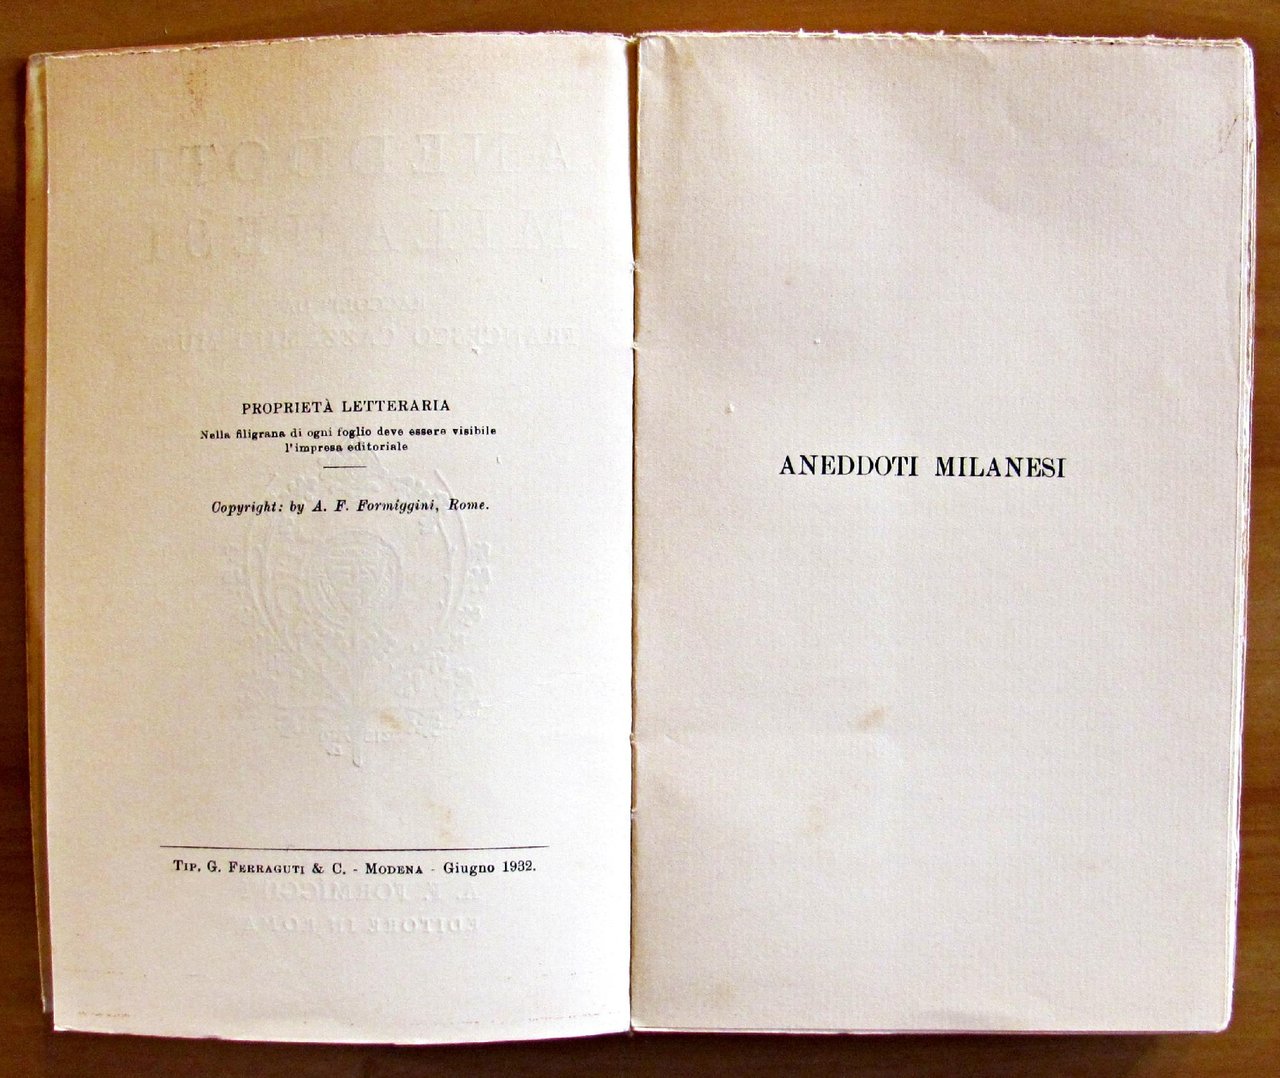 PROPRIETÀ LETTERARIA
Nella filigrana di ogni foglio deve essere visibile
l'impresa editoriale
Copyright: by A. F. Formiggini, Rome.
TIP. G. FERRAGUTI & C. - MODENA - Giugno 1932.
ANEDDOTI MILANESI